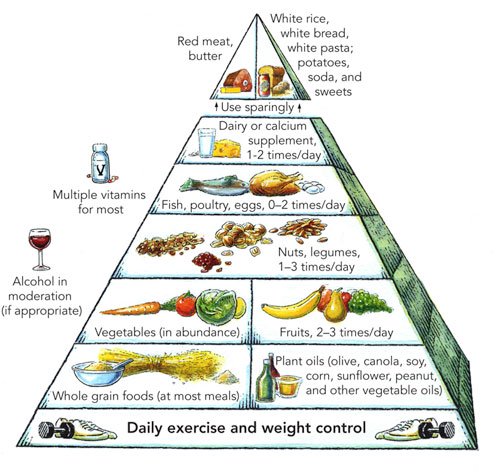 Red meat,
butter
White rice,
white bread,
white pasta;
potatoes,
soda, and
sweets
Use sparingly
Dairy or calcium
supplement,
1-2 times/day
V
Multiple vitamins
for most
Fish, poultry, eggs, 0–2 times/day
Nuts, legumes,
1–3 times/day
Alcohol in
moderation
(if appropriate)
Vegetables (in abundance)
Fruits, 2–3 times/day
Whole grain foods (at most meals)
Plant oils (olive, canola, soy,
corn, sunflower, peanut,
and other vegetable oils)
Daily exercise and weight control